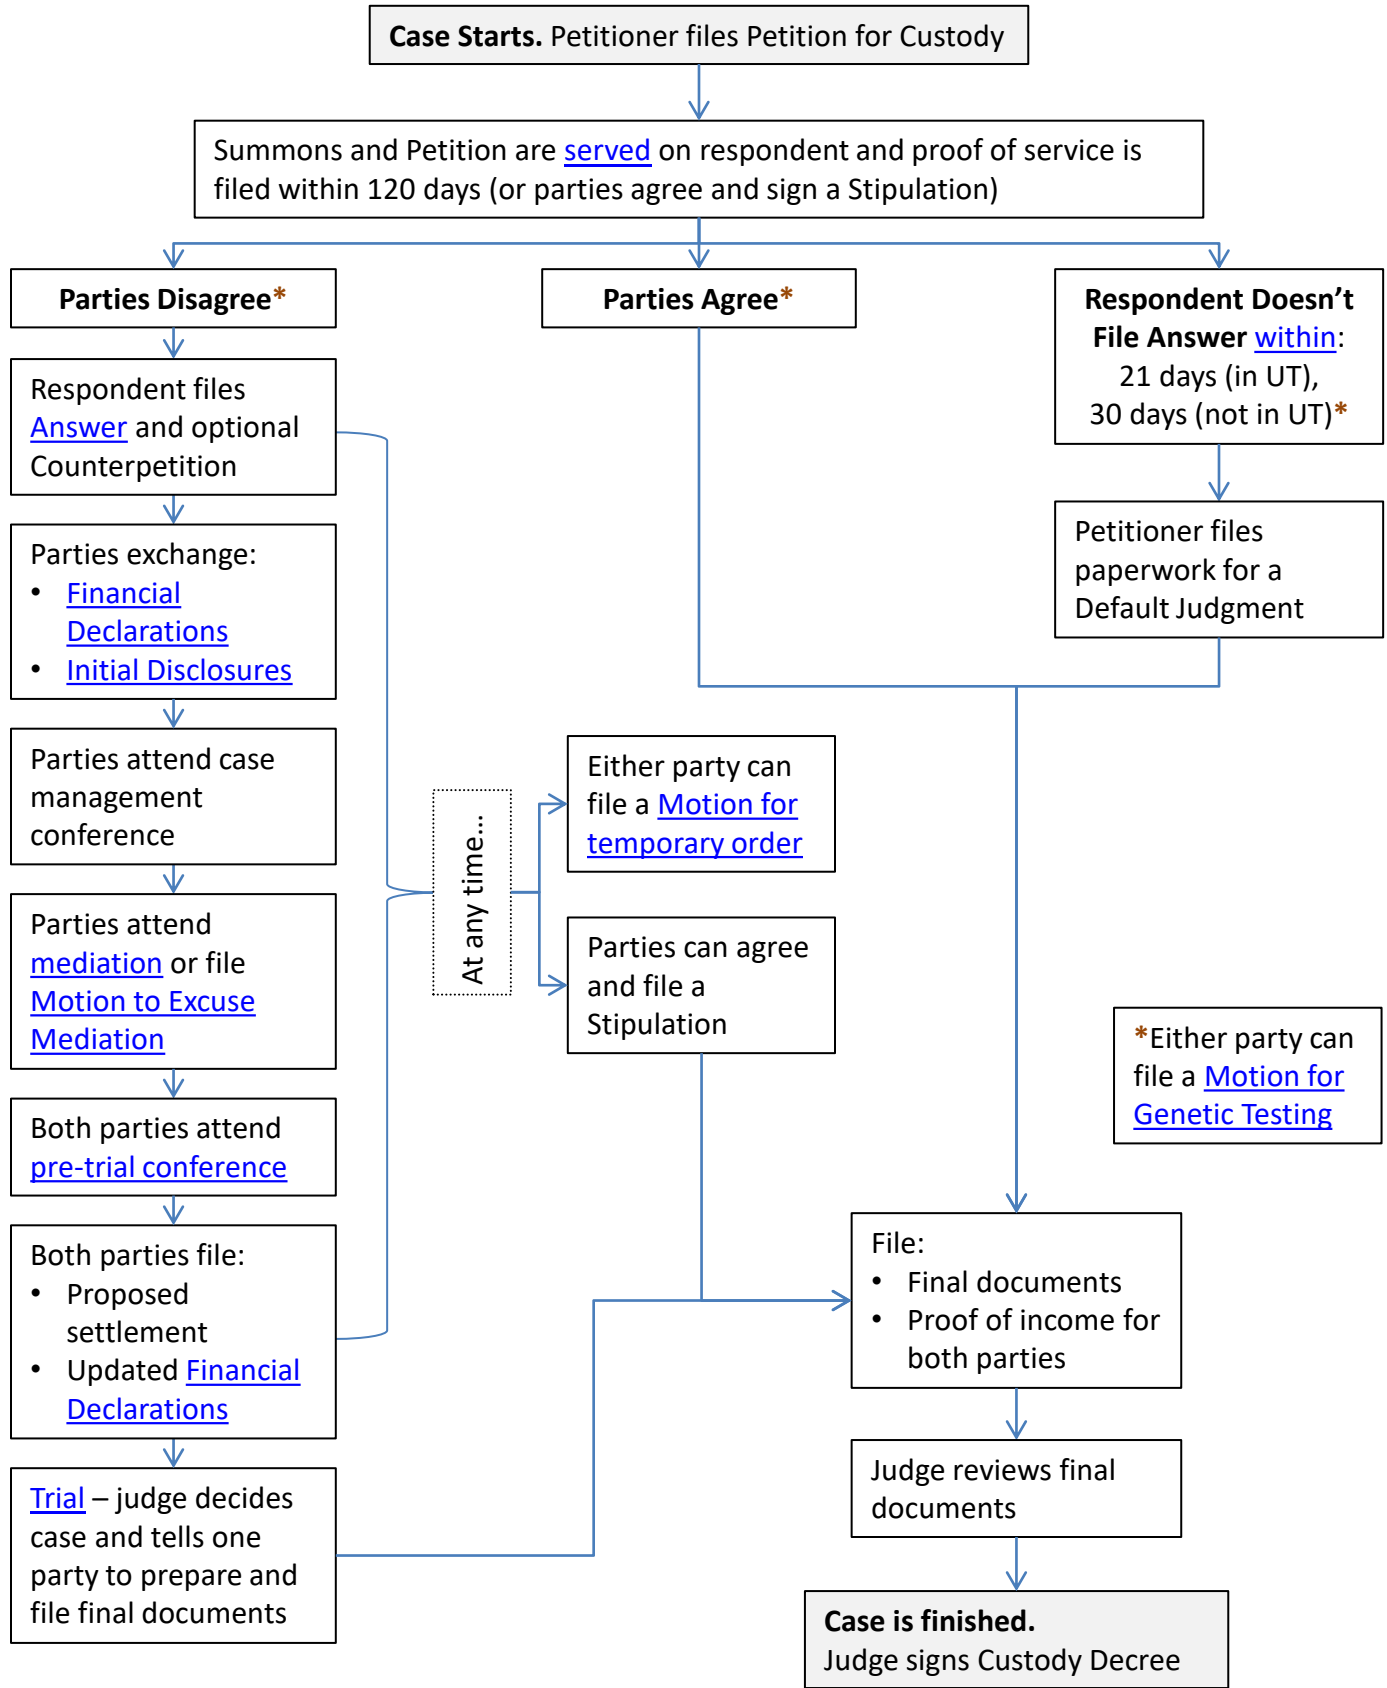 Case Starts. Petitioner files Petition for Custody
Summons and Petition are served on respondent and proof of service is
filed within 120 days (or parties agree and sign a Stipulation)
Parties Disagree*
Parties Agree*
Respondent Doesn’t
File Answer within:
21 days (in UT),
30 days (not in UT)*
Respondent files
Answer and optional
Counterpetition
Petitioner files
paperwork for a
Default Judgment
Parties exchange:
• Financial
Declarations
• Initial Disclosures
Parties attend case
management
conference
Parties attend
mediation or file
Motion to Excuse
Mediation
Both parties attend
pre-trial conference
Both parties file:
• Proposed
settlement
• Updated Financial
Declarations
Trial – judge decides
case and tells one
party to prepare and
file final documents
At any time...
Either party can
file a Motion for
temporary order
Parties can agree
and file a
Stipulation
*Either party can
file a Motion for
Genetic Testing
File:
• Final documents
• Proof of income for
both parties
Judge reviews final
documents
Case is finished.
Judge signs Custody Decree